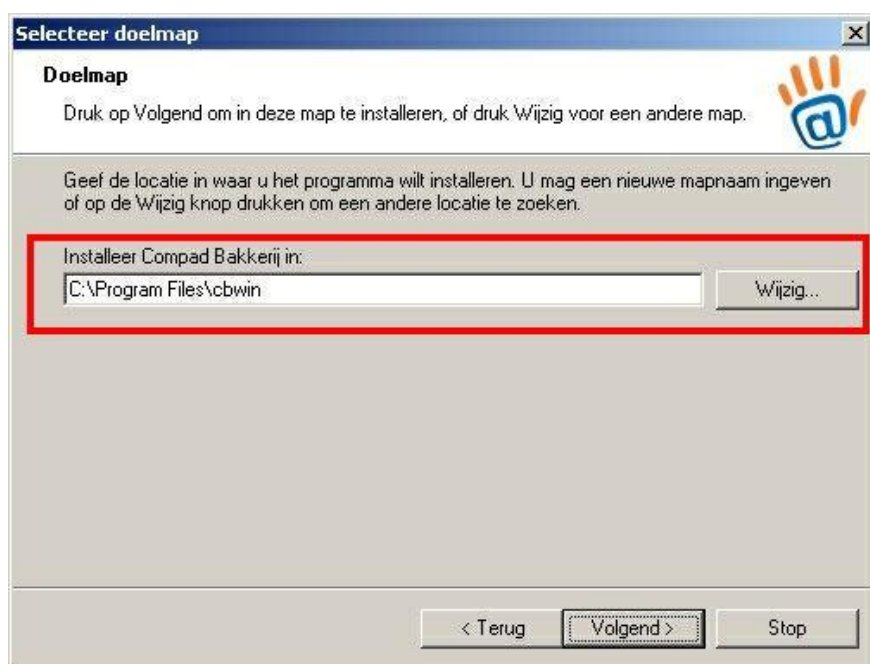 Selecteer doelmap
Doelmap
Druk op Volgend om in deze map te installeren, of druk Wijzig voor een andere map.
Geef de locatie in waar u het programma wilt installeren. U mag een nieuwe mapnaam ingeven
of op de Wijzig knop drukken om een andere locatie te zoeken.
Installeer Compad Bakkerij in:
C:\Program Files\cbwin
Wijzig...
< Terug
Volgend >
Stop